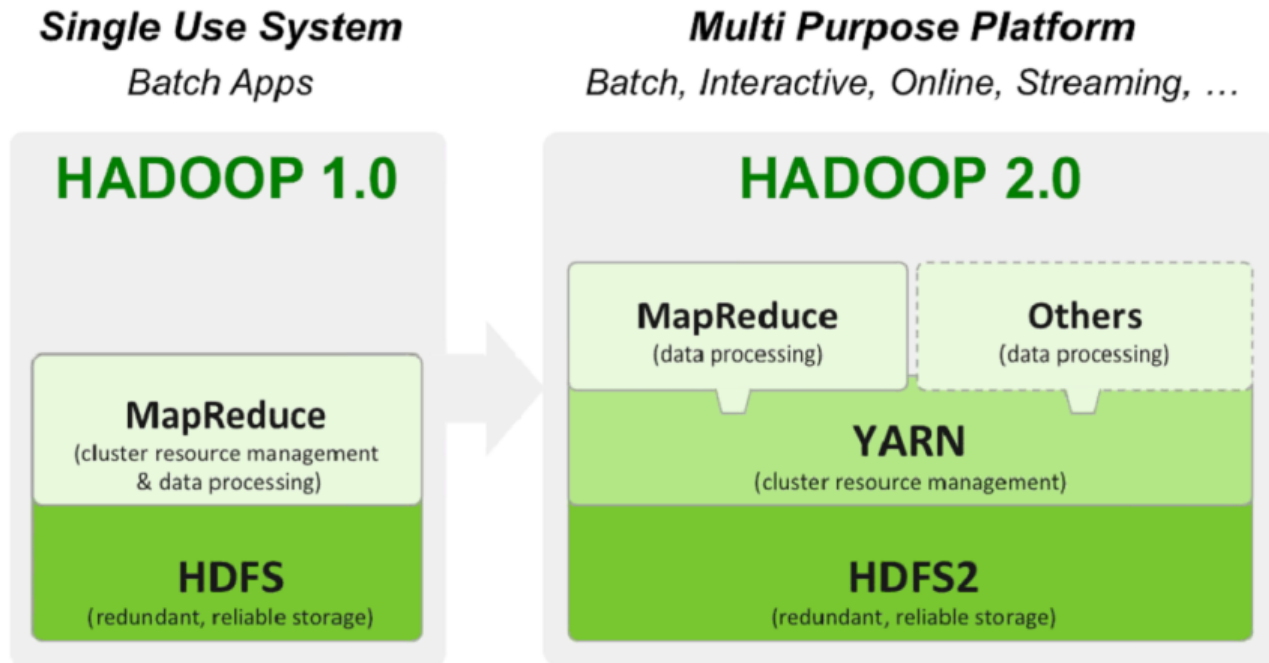 Single Use System
Batch Apps
HADOOP 1.0
MapReduce
(cluster resource management
& data processing)
HDFS
(redundant, reliable storage)
Multi Purpose Platform
Batch, Interactive, Online, Streaming, …
HADOOP 2.0
MapReduce
(data processing)
Others
(data processing)
YARN
(cluster resource management)
HDFS2
(redundant, reliable storage)